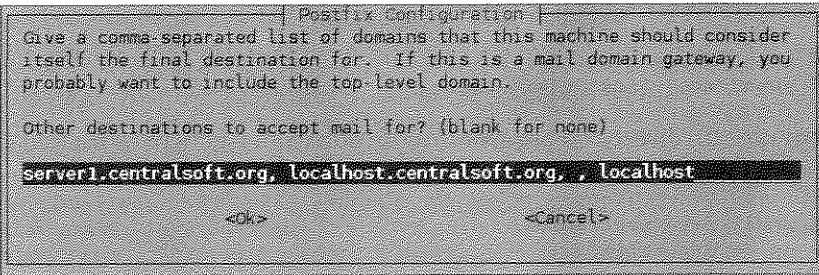 Postfix Configuration
Give a comma-separated list of domains that this machine should consider
itself the final destination for. If this is a mail domain gateway, you
probably want to include the top-level domain.
Other destinations to accept mail for? (blank for none)
server1.centralsoft.org, localhost.centralsoft.org, , localhost
<Ok> <Cancel>